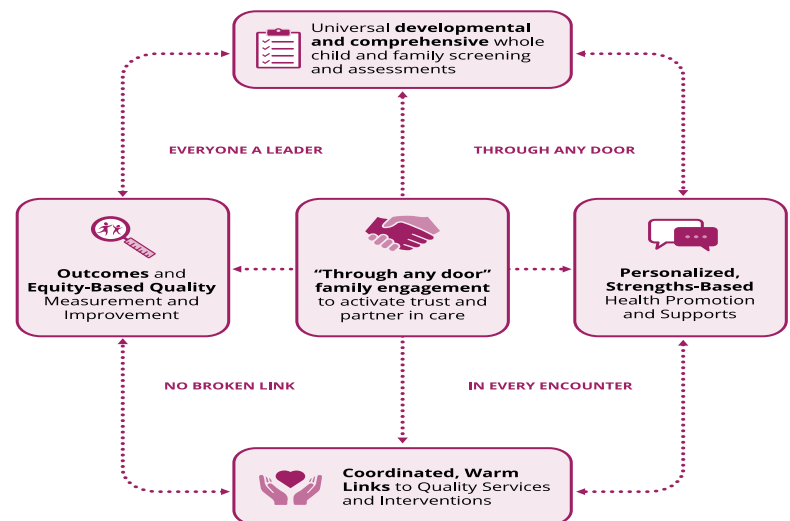 Universal developmental
and comprehensive whole
child and family screening
and assessments
EVERYONE A LEADER
THROUGH ANY DOOR
Outcomes and
Equity-Based Quality
Measurement and
Improvement
“Through any door”
family engagement
to activate trust and
partner in care
Personalized,
Strengths-Based
Health Promotion
and Supports
NO BROKEN LINK
IN EVERY ENCOUNTER
Coordinated, Warm
Links to Quality Services
and Interventions